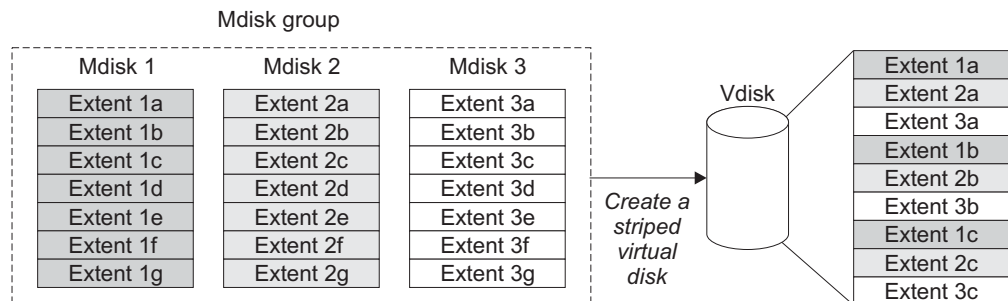 Mdisk group
Mdisk 1
Extent 1a
Extent 1b
Extent 1c
Extent 1d
Extent 1e
Extent 1f
Extent 1g
Mdisk 2
Extent 2a
Extent 2b
Extent 2c
Extent 2d
Extent 2e
Extent 2f
Extent 2g
Mdisk 3
Extent 3a
Extent 3b
Extent 3c
Extent 3d
Extent 3e
Extent 3f
Extent 3g
Create a
striped
virtual
disk
Vdisk
Extent 1a
Extent 2a
Extent 3a
Extent 1b
Extent 2b
Extent 3b
Extent 1c
Extent 2c
Extent 3c